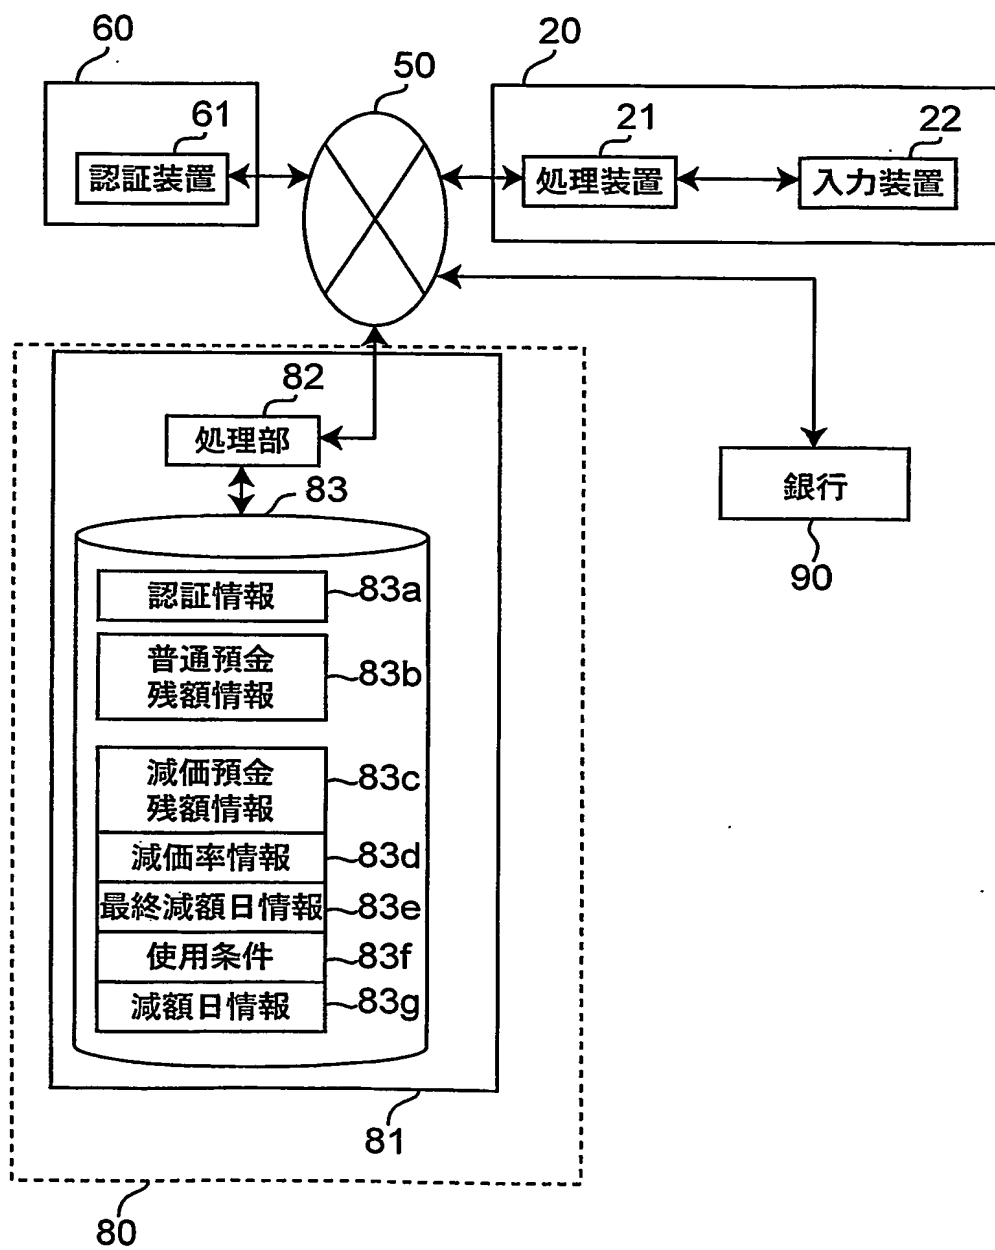 60
20
50
61
21
22
認証装置
処理装置
入力装置
82
処理部
83
銀行
90
認証情報
83a
普通預金
残額情報
83b
減価預金
残額情報
83c
減価率情報
83d
最終減額日情報
83e
使用条件
83f
減額日情報
83g
81
80